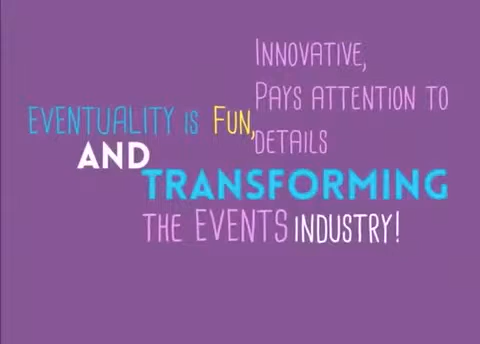 Innovative,
Pays attention to
EVENTUALITY is Fun,
details
AND
TRANSFORMING
THE EVENTS INDUSTRY!